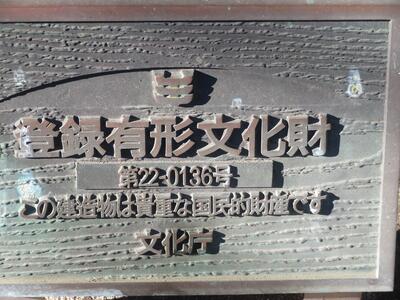 登録有形文化財
第22-0136号
この建造物は貴重な国民的財産です
文化庁